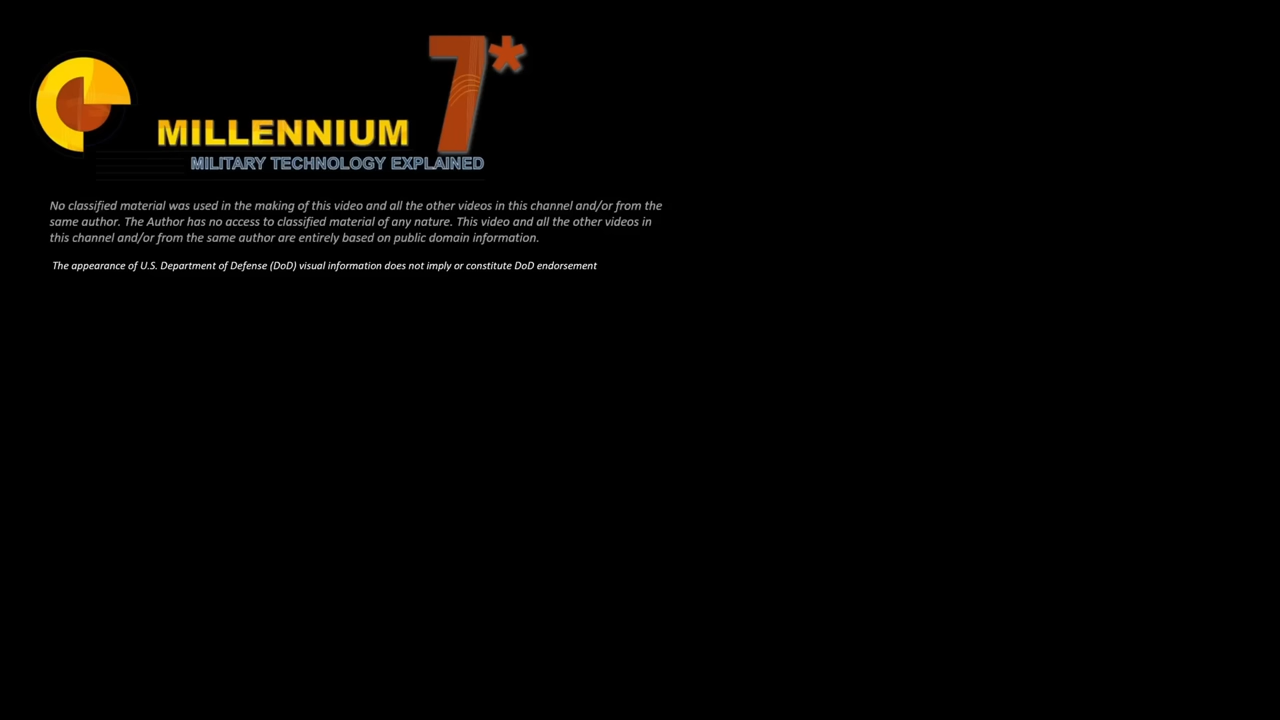 7*
MILLENNIUM
MILITARY TECHNOLOGY EXPLAINED
No classified material was used in the making of this video and all the other videos in this channel and/or from the
same author. The Author has no access to classified material of any nature. This video and all the other videos in
this channel and/or from the same author are entirely based on public domain information.
The appearance of U.S. Department of Defense (DoD) visual information does not imply or constitute DoD endorsement